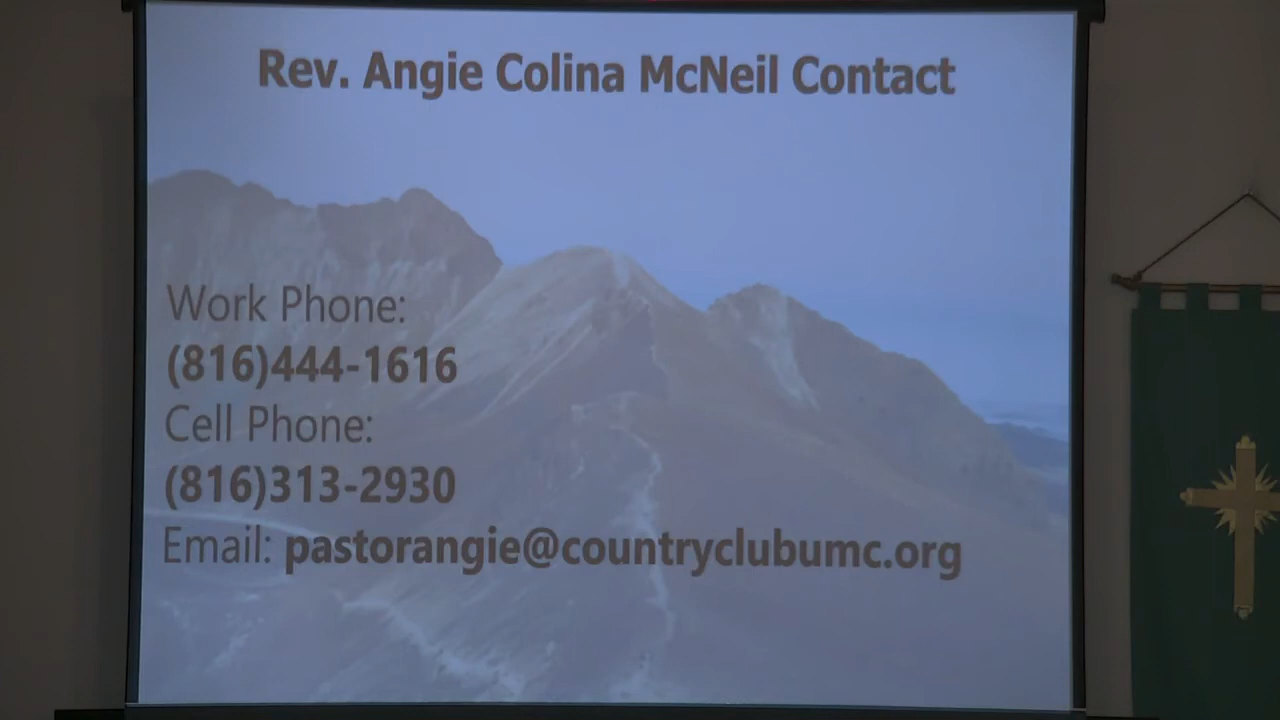 Rev. Angie Colina McNeil Contact
Work Phone:
(816)444-1616
Cell Phone:
(816)313-2930
Email: pastorangie@countryclubumc.org